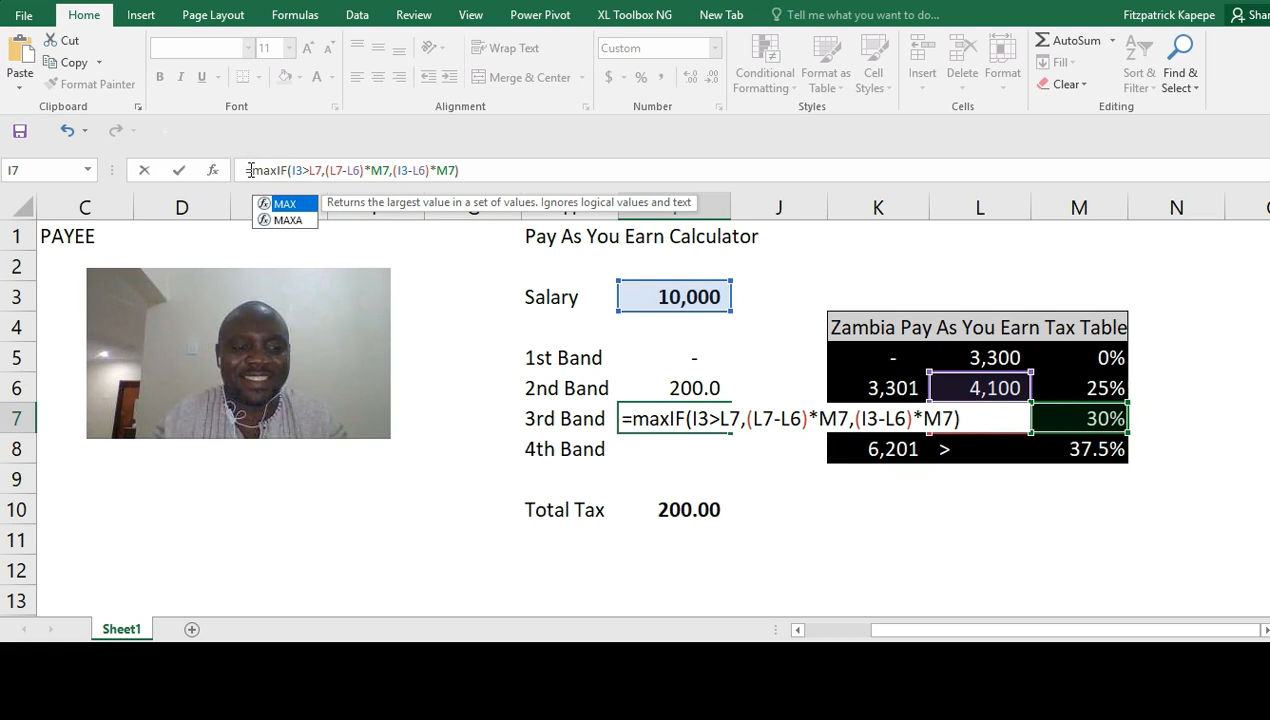 File Home Insert Page Layout Formulas Data Review View Power Pivot XL Toolbox NG New Tab Tell me what you want to do... Fitzpatrick Kapepe
Cut
Copy
Format Painter
Paste
Clipboard
11 A A
B I U A
Font
Wrap Text
Merge & Center
Alignment
Custom
$ %
Number
Conditional Formatting
Format as Table
Cell Styles
Styles
Insert Delete Format
Cells
AutoSum
Fill
Clear
Sort & Filter
Find & Select
Editing
I7 fx =maxIF(I3>L7,(L7-L6)*M7,(I3-L6)*M7)
MAX Returns the largest value in a set of values. Ignores logical values and text
MAXA
C D J K L M N
1 PAYEE Pay As You Earn Calculator
2
3 Salary 10,000
4 Zambia Pay As You Earn Tax Table
5 1st Band - - 3,300 0%
6 2nd Band 200.0 3,301 4,100 25%
7 3rd Band =maxIF(I3>L7,(L7-L6)*M7,(I3-L6)*M7) 30%
8 4th Band 6,201 > 37.5%
9
10 Total Tax 200.00
11
12
13
Sheet1